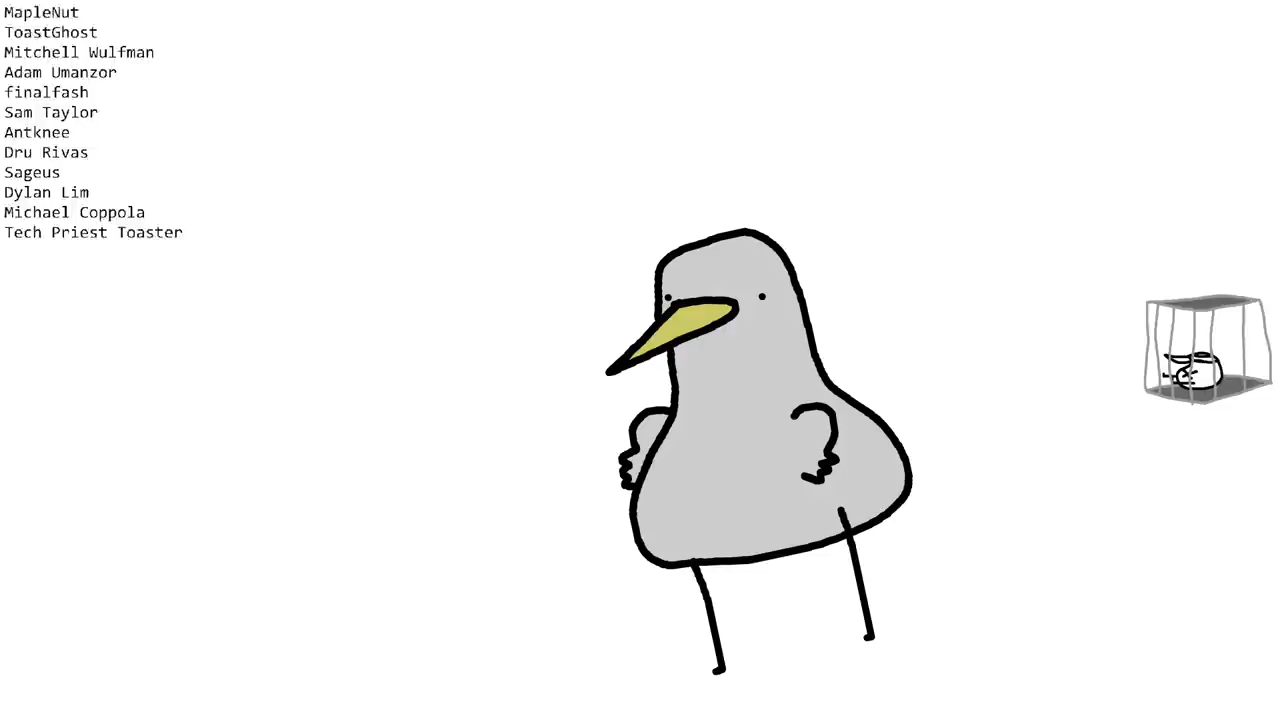 MapleNut
ToastGhost
Mitchell Wulfman
Adam Umanzor
finalfash
Sam Taylor
Antknee
Dru Rivas
Sageus
Dylan Lim
Michael Coppola
Tech Priest Toaster